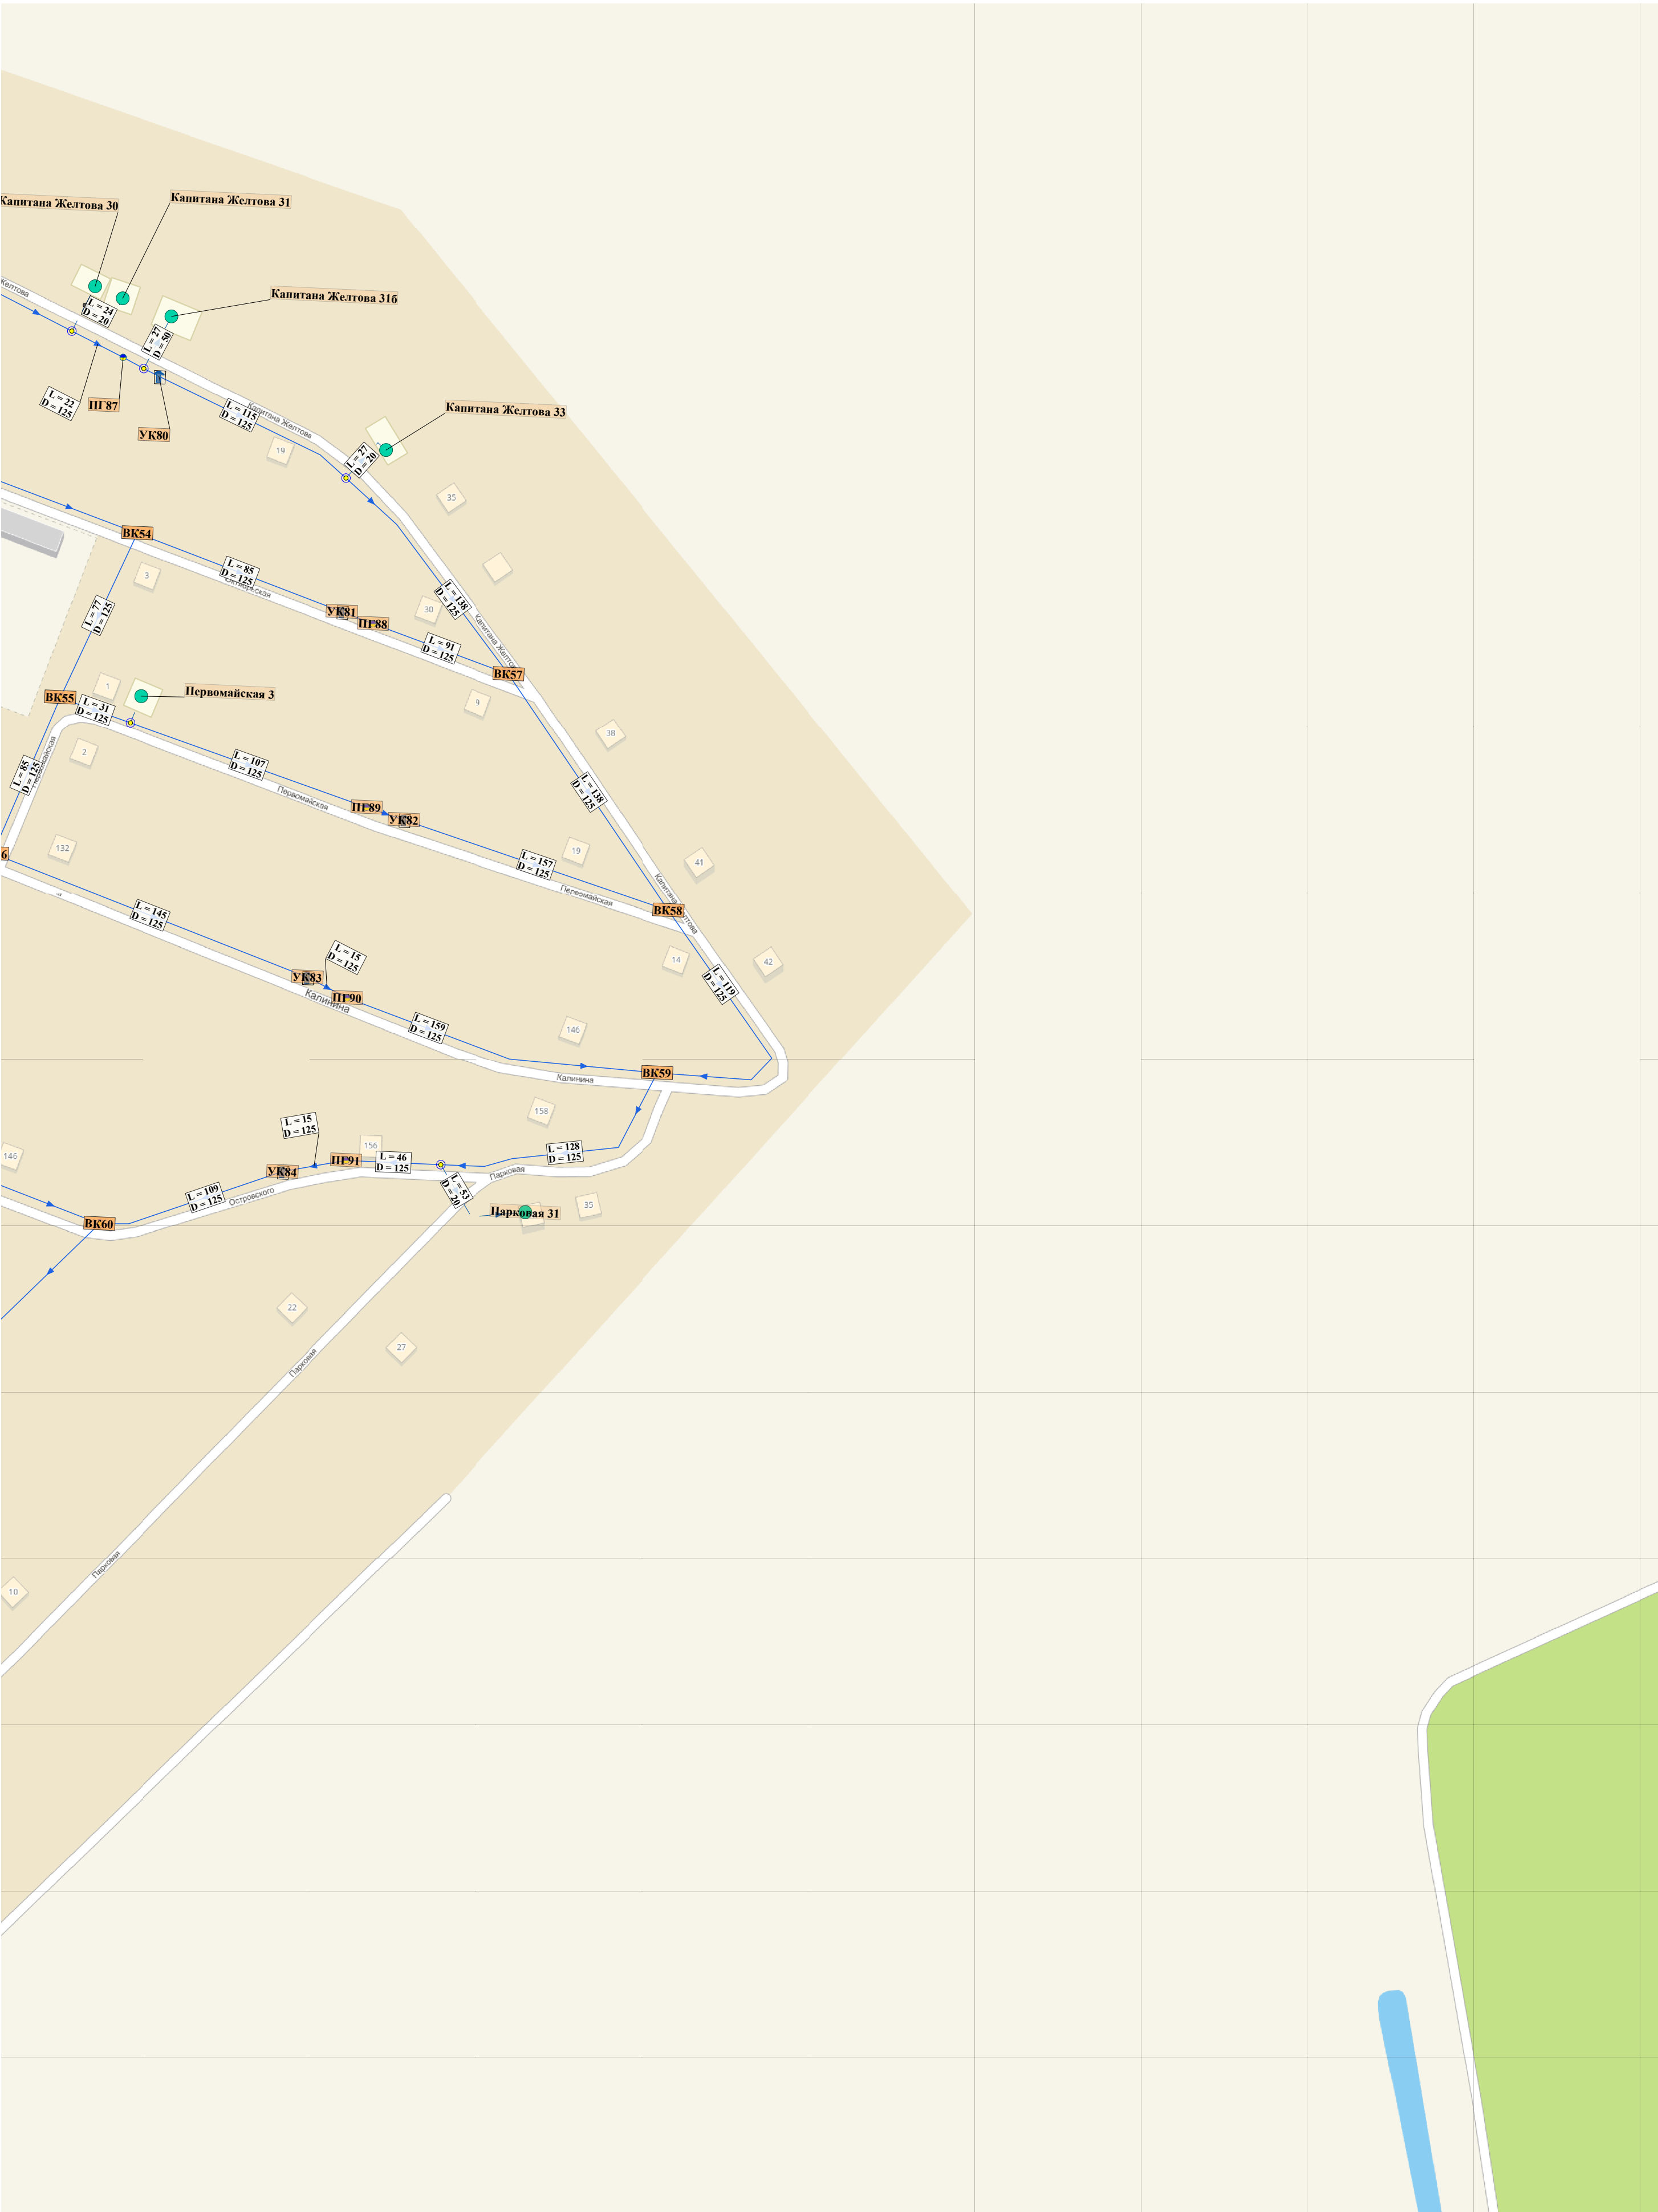 Капитана Желтова 30
Капитана Желтова 31
Желтова
L = 24
D = 20
Капитана Желтова 31б
L = 27
D = 50
L = 22
D = 125
ПГ87
УК80
L = 115
D = 125
Капитана Желтова
Капитана Желтова 33
19
L = 27
D = 20
35
ВК54
L = 85
D = 125
3
Октябрьская
L = 138
D = 125
L = 77
D = 125
УК81
ПГ88
30
L = 91
D = 125
ВК57
1
Первомайская 3
ВК55
L = 31
D = 125
9
38
2
L = 85
D = 125
L = 107
D = 125
Первомайская
L = 138
D = 125
ПГ89
УК82
132
6
19
41
L = 157
D = 125
Первомайская
ВК58
L = 145
D = 125
14
42
L = 15
D = 125
УК83
ПГ90
Калинина
L = 119
D = 125
L = 159
D = 125
146
ВК59
Калинина
158
L = 15
D = 125
156
146
ПГ91
L = 46
D = 125
L = 128
D = 125
УК84
Парковая
L = 53
D = 20
L = 109
D = 125
Островского
35
Парковая 31
ВК60
22
27
Парковая
Парковая
10